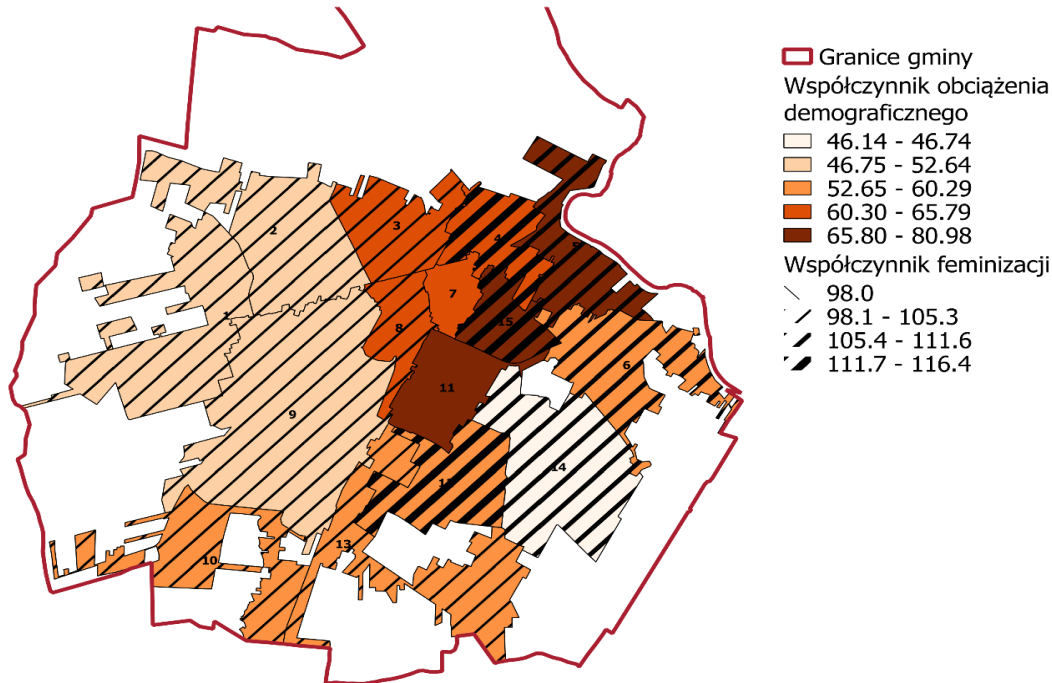 Granice gminy
Współczynnik obciążenia
demograficznego
46.14 - 46.74
46.75 - 52.64
52.65 - 60.29
60.30 - 65.79
65.80 - 80.98
Współczynnik feminizacji
98.0
98.1 - 105.3
105.4 - 111.6
111.7 - 116.4
2
3
4
5
7
1
8
15
6
11
9
14
13
10